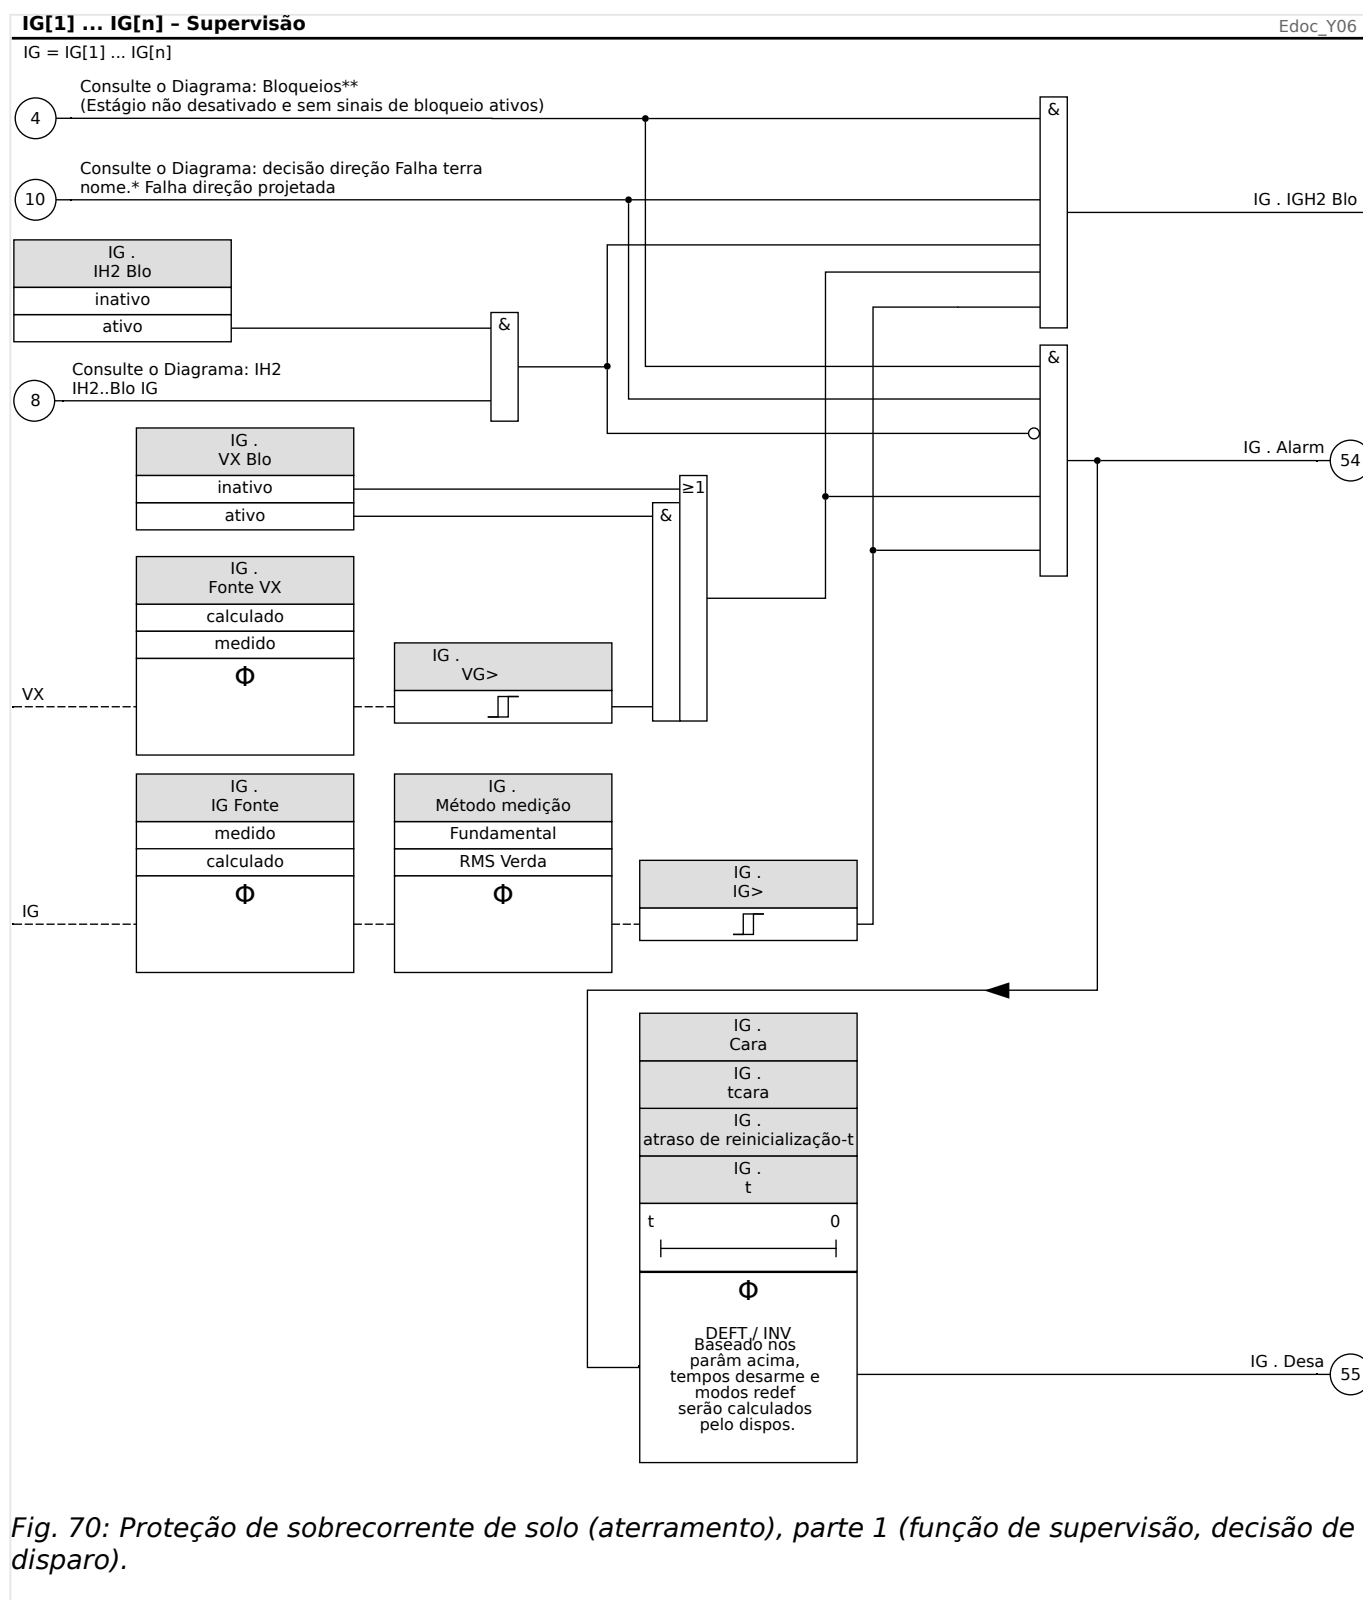 IG[1] ... IG[n] – Supervisão
Edoc_Y06
IG = IG[1] ... IG[n]
Consulte o Diagrama: Bloqueios**
(Estágio não desativado e sem sinais de bloqueio ativos)
4
&
Consulte o Diagrama: decisão direção Falha terra
nome.* Falha direção projetada
10
IG . IGH2 Blo
IG .
IH2 Blo
inativo
ativo
&
Consulte o Diagrama: IH2
IH2..Blo IG
8
&
IG . Alarm
54
IG .
VX Blo
inativo
ativo
≥1
&
IG .
Fonte VX
calculado
medido
Φ
VX
IG .
VG>
IG .
IG Fonte
medido
calculado
Φ
IG
IG .
Método medição
Fundamental
RMS Verda
Φ
IG .
IG>
IG .
Cara
IG .
tcara
IG .
atraso de reinicialização-t
IG .
t
t 0
Φ
DEFT / INV
Baseado nos
parâm acima,
tempos desarme e
modos redef
serão calculados
pelo dispos.
IG . Desa
55
Fig. 70: Proteção de sobrecorrente de solo (aterramento), parte 1 (função de supervisão, decisão de
disparo).